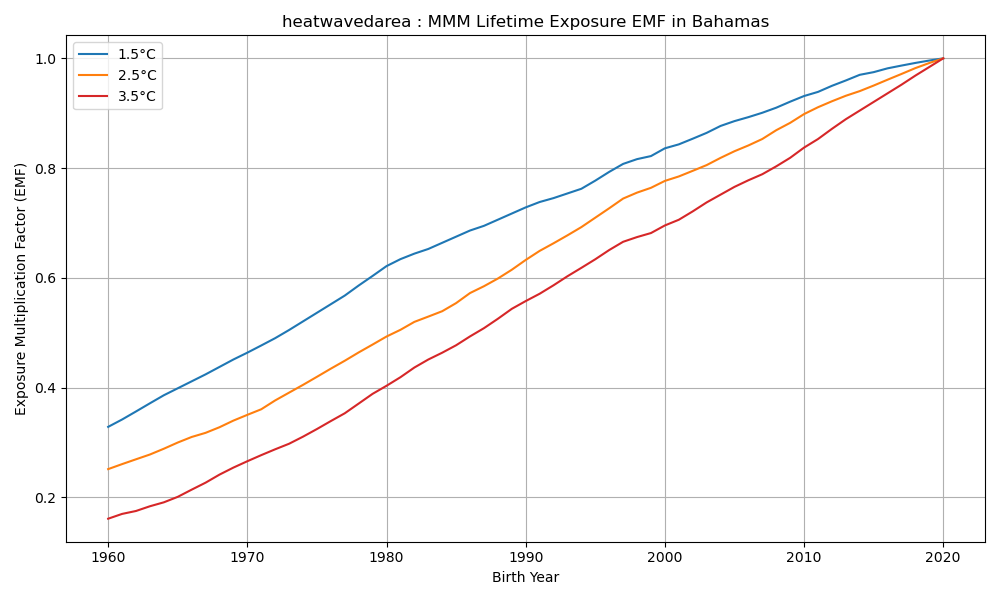 heatwavedarea : MMM Lifetime Exposure EMF in Bahamas
1.5°C
2.5°C
3.5°C
Exposure Multiplication Factor (EMF)
1.0
0.8
0.6
0.4
0.2
1960 1970 1980 1990 2000 2010 2020
Birth Year